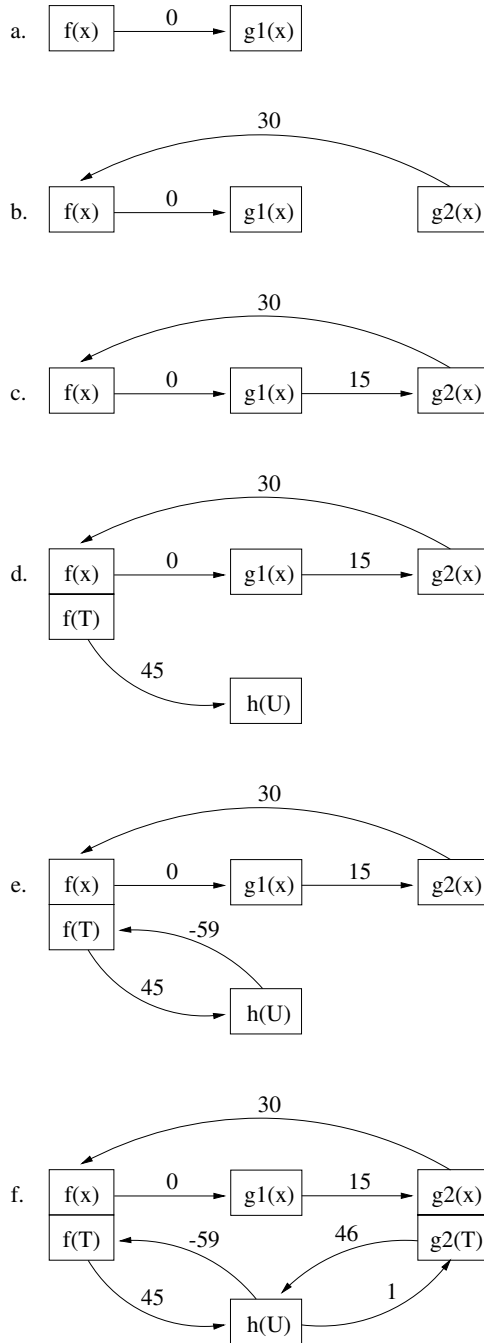 0
a. f(x) g1(x)
30
0
b. f(x) g1(x) g2(x)
30
0 15
c. f(x) g1(x) g2(x)
30
0 15
d. f(x) g1(x) g2(x)
f(T)
45
h(U)
30
0 15
e. f(x) g1(x) g2(x)
f(T) -59
45
h(U)
30
0 15
f. f(x) g1(x) g2(x)
f(T) -59 46 g2(T)
45 1
h(U)